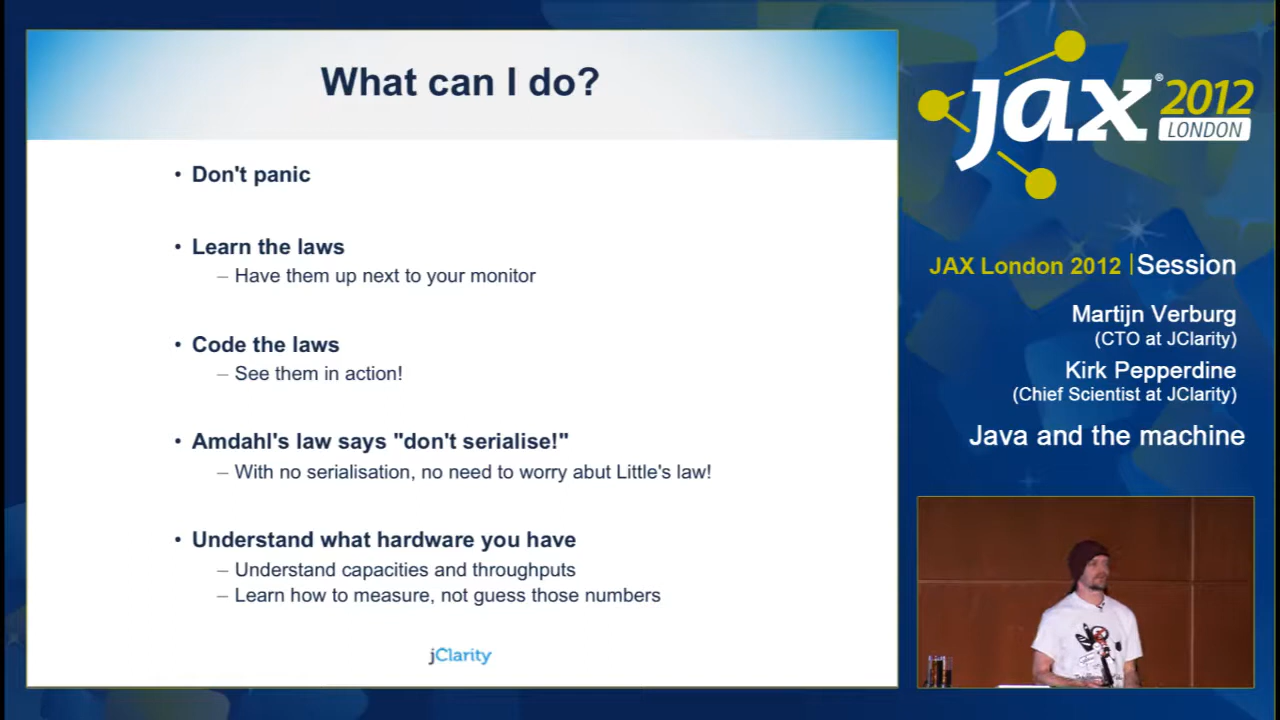 What can I do?
• Don't panic
• Learn the laws
– Have them up next to your monitor
• Code the laws
– See them in action!
• Amdahl's law says "don't serialise!"
– With no serialisation, no need to worry abut Little's law!
• Understand what hardware you have
– Understand capacities and throughputs
– Learn how to measure, not guess those numbers
jClarity
jax® 2012
LONDON
JAX London 2012 | Session
Martijn Verburg
(CTO at JClarity)
Kirk Pepperdine
(Chief Scientist at JClarity)
Java and the machine